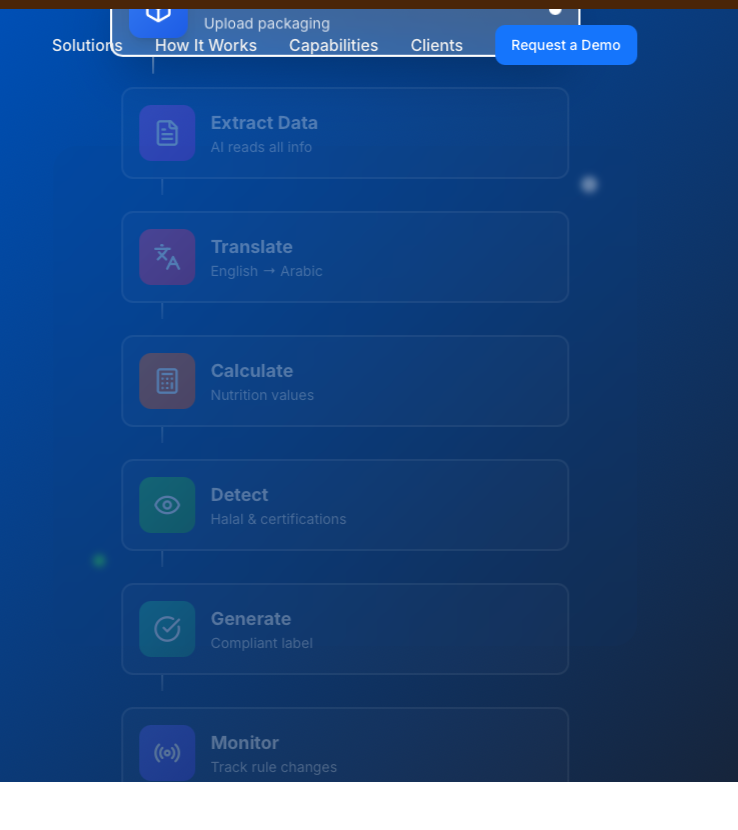 Upload packaging
Solutions How It Works Capabilities Clients Request a Demo
Extract Data
AI reads all info
Translate
English → Arabic
Calculate
Nutrition values
Detect
Halal & certifications
Generate
Compliant label
Monitor
Track rule changes